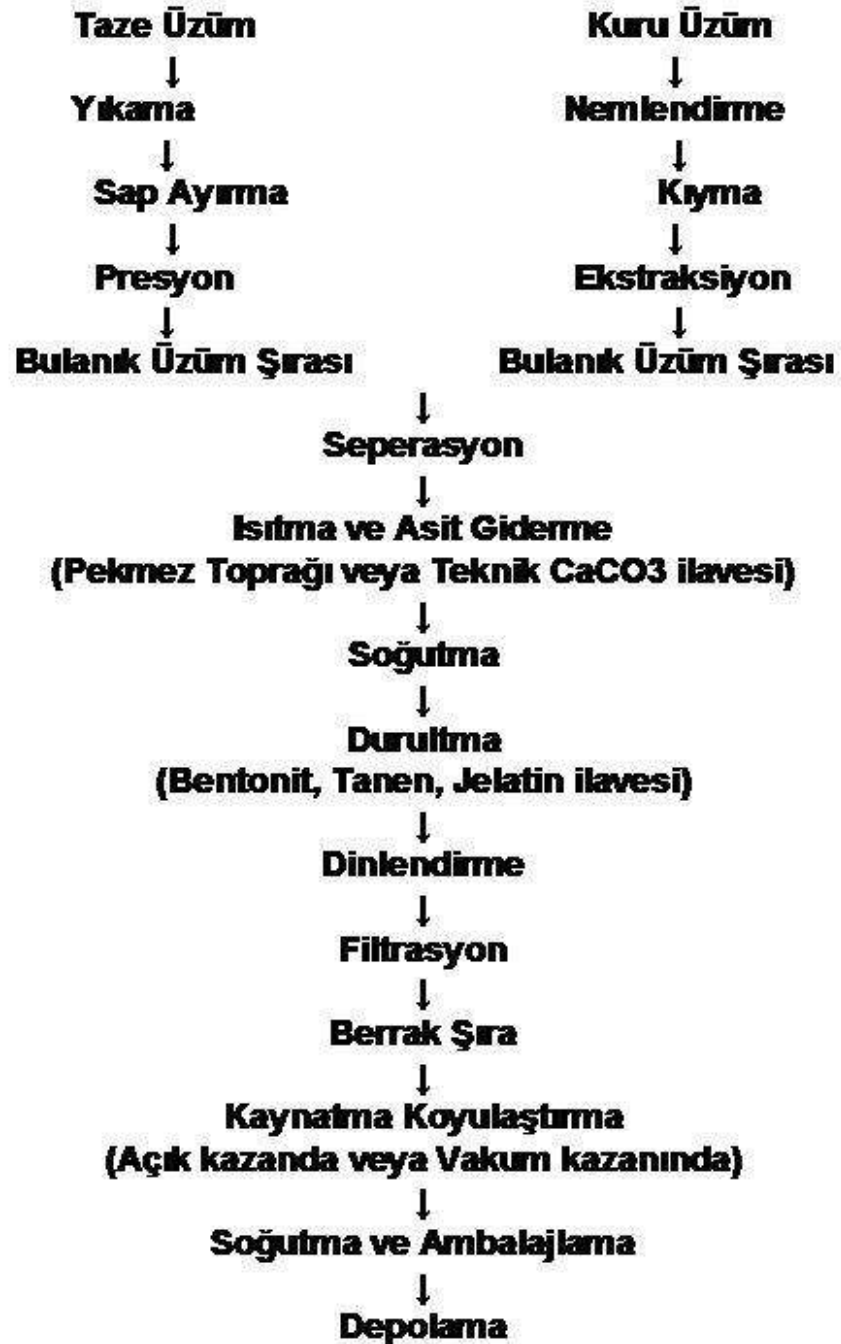 Taze Üzüm
Kuru Üzüm
↓
↓
Yıkama
Nemlendirme
↓
↓
Sap Ayırma
Kıyma
↓
↓
Presyon
Ekstraksiyon
↓
↓
Bulanık Üzüm Şırası
Bulanık Üzüm Şırası
↓
Seperasyon
↓
Isıtma ve Asit Giderme
(Pekmez Toprağı veya Teknik CaCO3 ilavesi)
↓
Soğutma
↓
Durultma
(Bentonit, Tanen, Jelatin ilavesi)
↓
Dinlendirme
↓
Filtrasyon
↓
Berrak Şıra
↓
Kaynatma Koyulaştırma
(Açık kazanda veya Vakum kazanında)
↓
Soğutma ve Ambalajlama
↓
Depolama